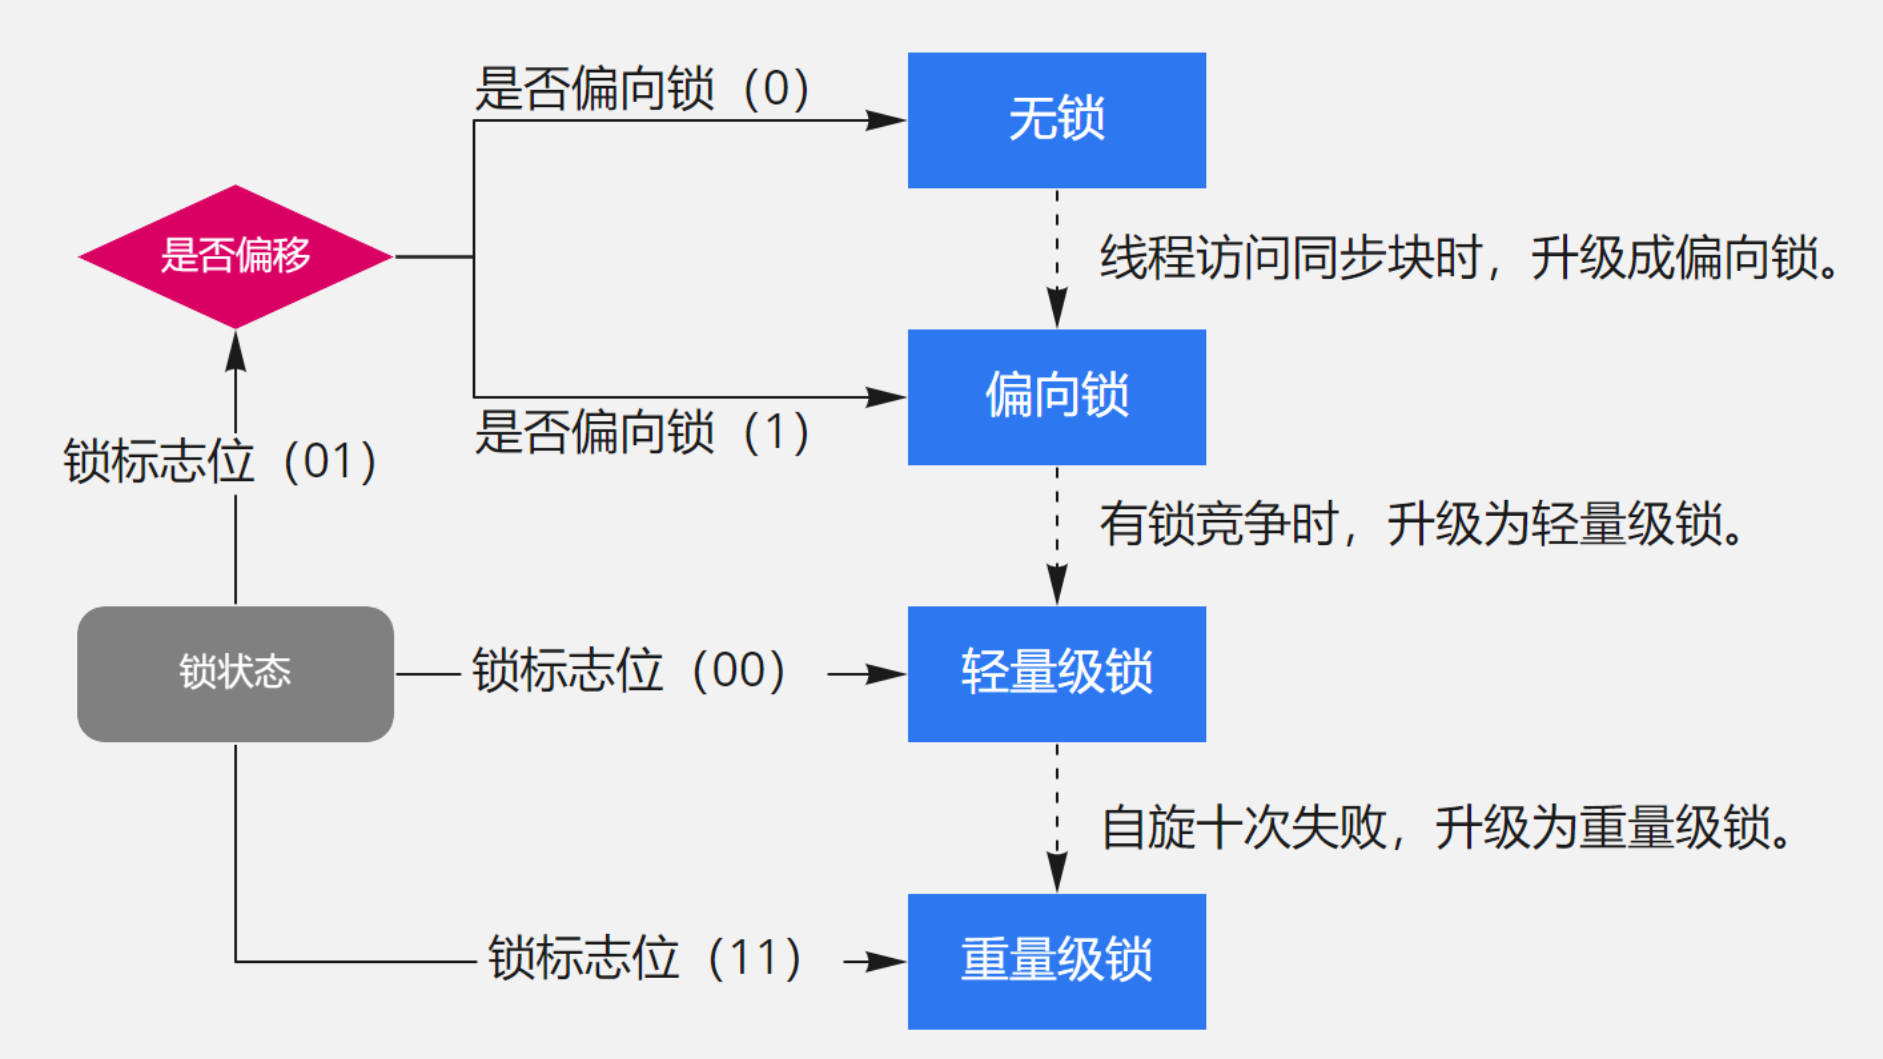 是否偏向锁（0）
无锁
是否偏移
线程访问同步块时，升级成偏向锁。
偏向锁
是否偏向锁（1）
锁标志位（01）
有锁竞争时，升级为轻量级锁。
锁状态
锁标志位（00）
轻量级锁
自旋十次失败，升级为重量级锁。
锁标志位（11）
重量级锁